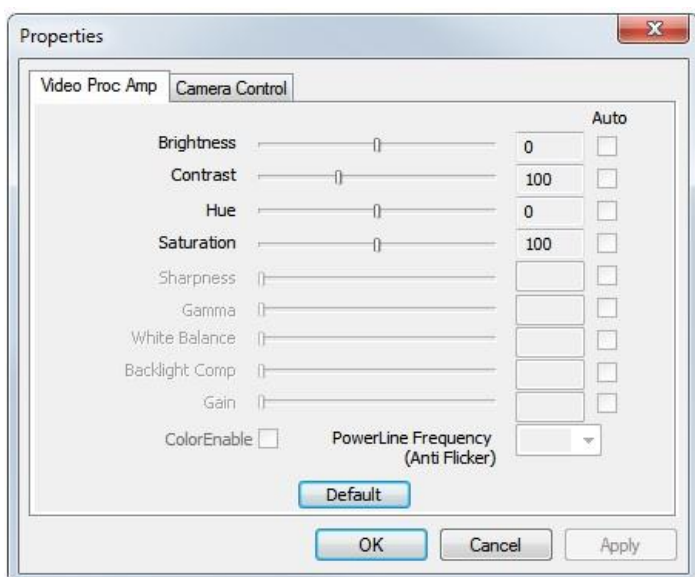 Properties
Video Proc Amp Camera Control
Auto
Brightness 0
Contrast 100
Hue 0
Saturation 100
Sharpness
Gamma
White Balance
Backlight Comp
Gain
ColorEnable PowerLine Frequency
(Anti Flicker)
Default
OK Cancel Apply